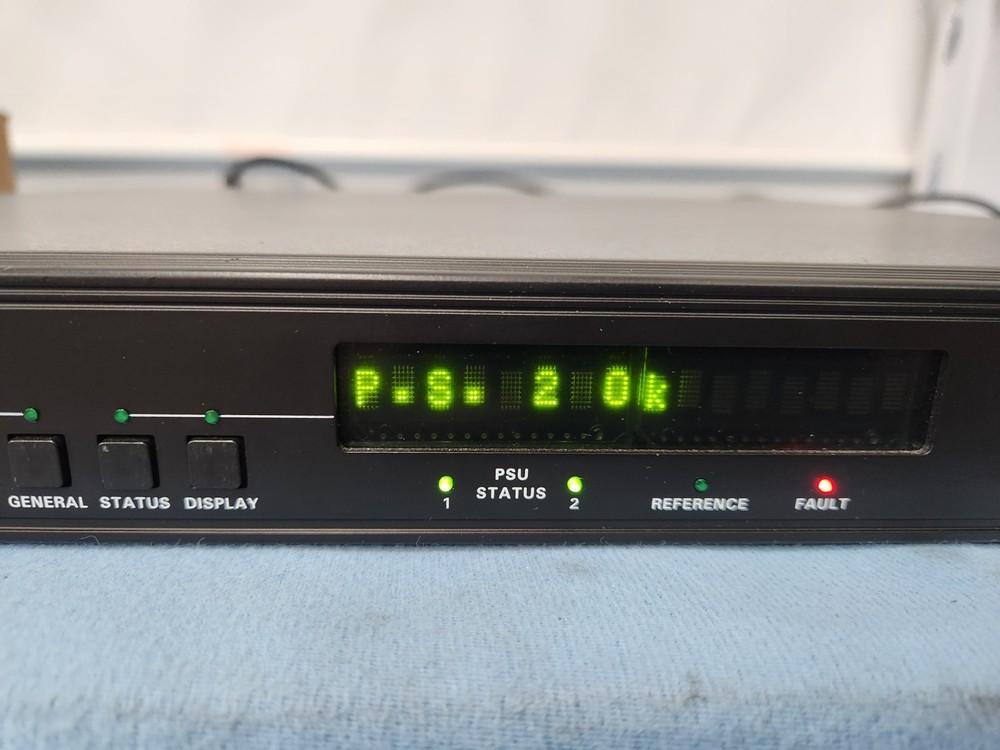 P.S. 2 Ok
GENERAL STATUS DISPLAY
PSU
STATUS
1 2
REFERENCE FAULT